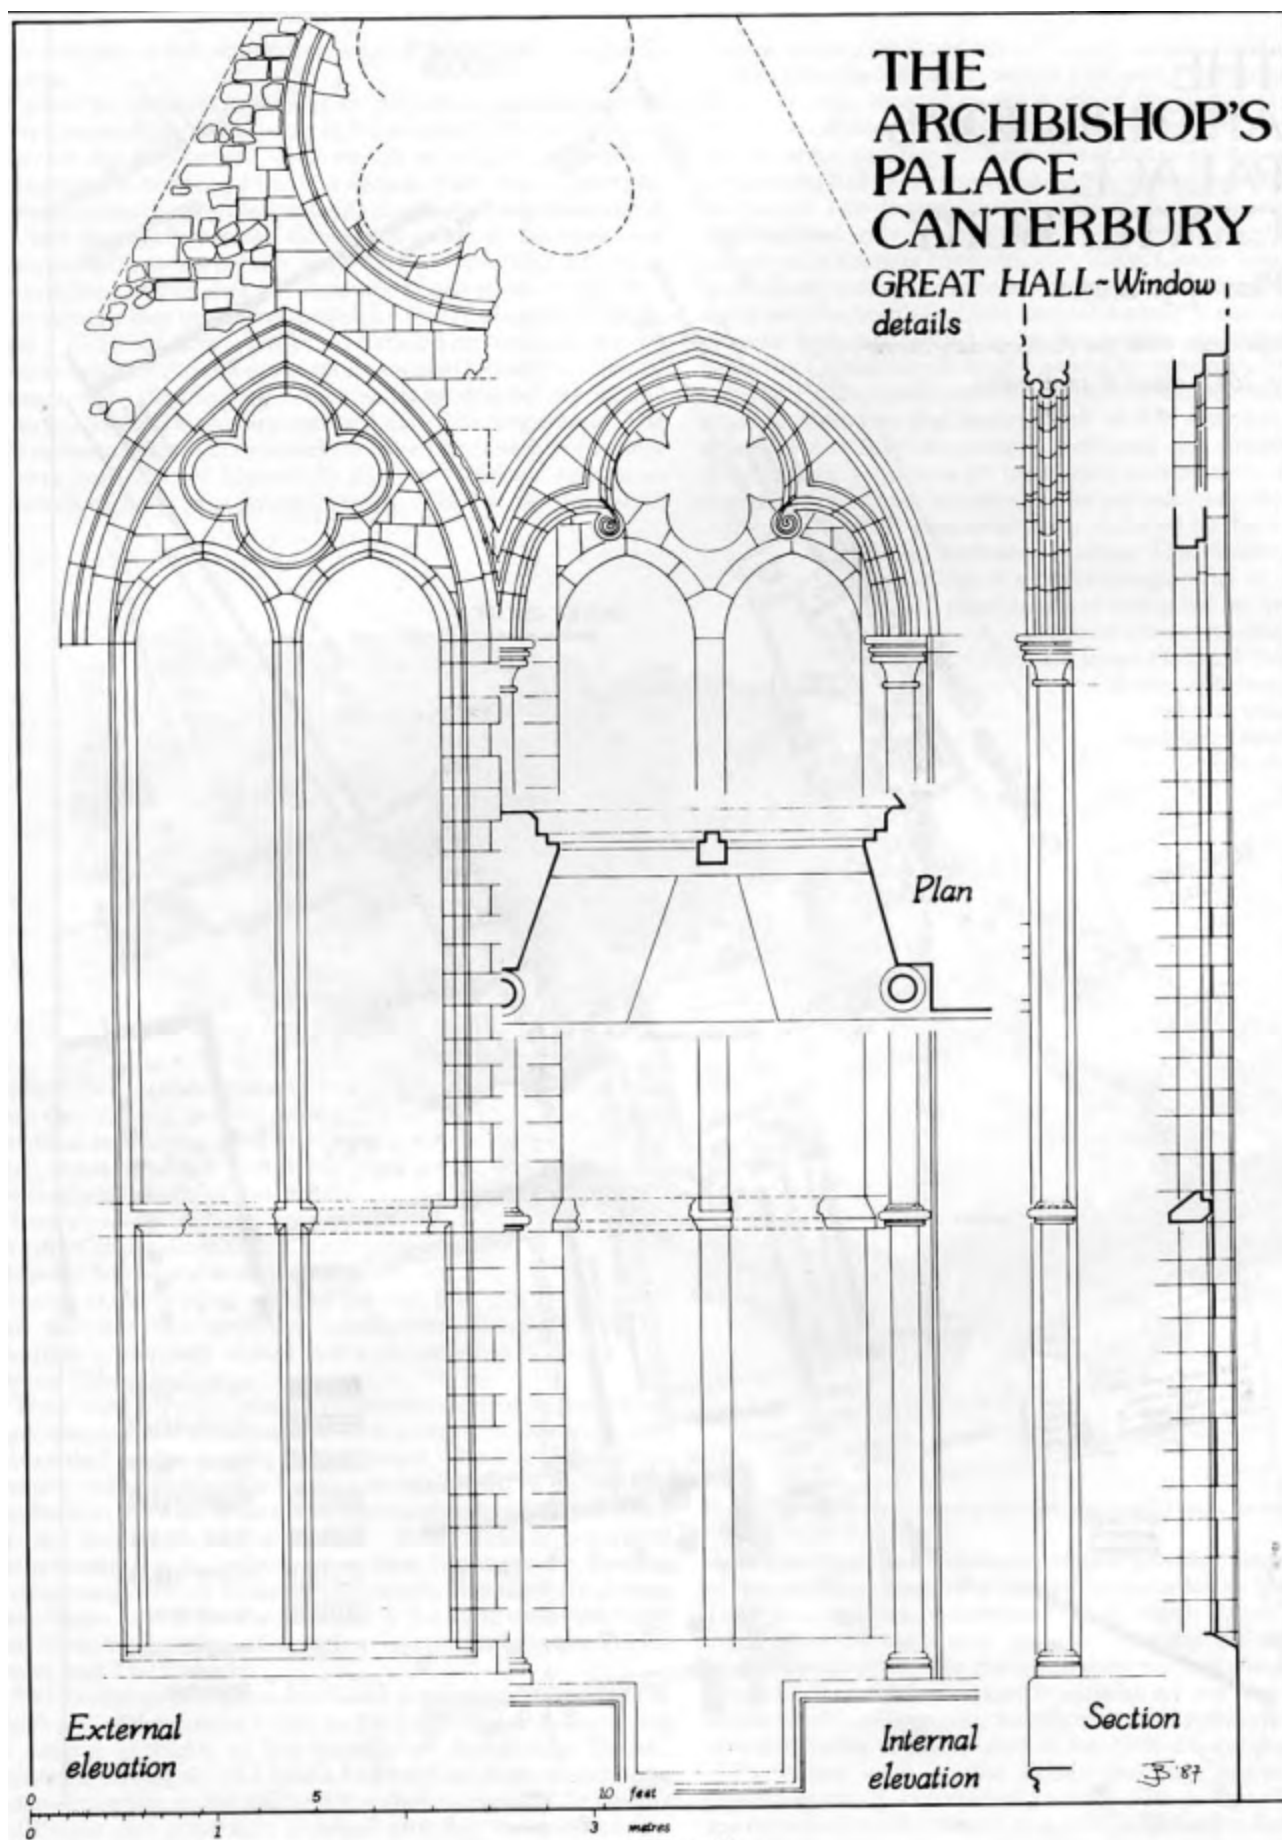 THE
ARCHBISHOP'S
PALACE
CANTERBURY
GREAT HALL~Window
details
Plan
External
elevation
Internal
elevation
Section
JB '87
0 5 10 feet
0 1 3 metres